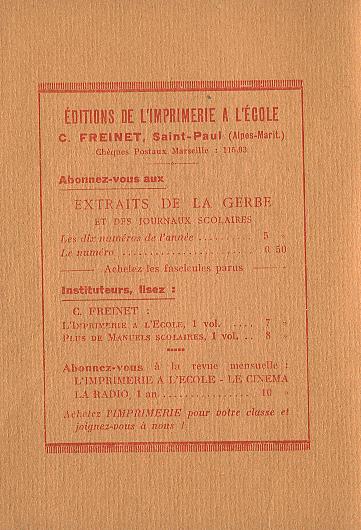 ÉDITIONS DE L'IMPRIMERIE A L'ÉCOLE
C. FREINET, Saint-Paul (Alpes-Marit.)
Chèques Postaux Marseille : 115.03
Abonnez-vous aux
EXTRAITS DE LA GERBE
ET DES JOURNAUX SCOLAIRES
Les dix numéros de l'année .......... 5 »
Le numéro ...................... 0 50
Achetez les fascicules parus
Instituteurs, lisez :
C. FREINET :
L'IMPRIMERIE A L'ECOLE, 1 vol. .... 7 »
PLUS DE MANUELS SCOLAIRES, 1 vol. .. 8 »
Abonnez-vous à la revue mensuelle :
L'IMPRIMERIE A L'ECOLE - LE CINEMA
LA RADIO, 1 an .............. 10 »
Achetez l'IMPRIMERIE pour votre classe et
joignez-vous à nous !